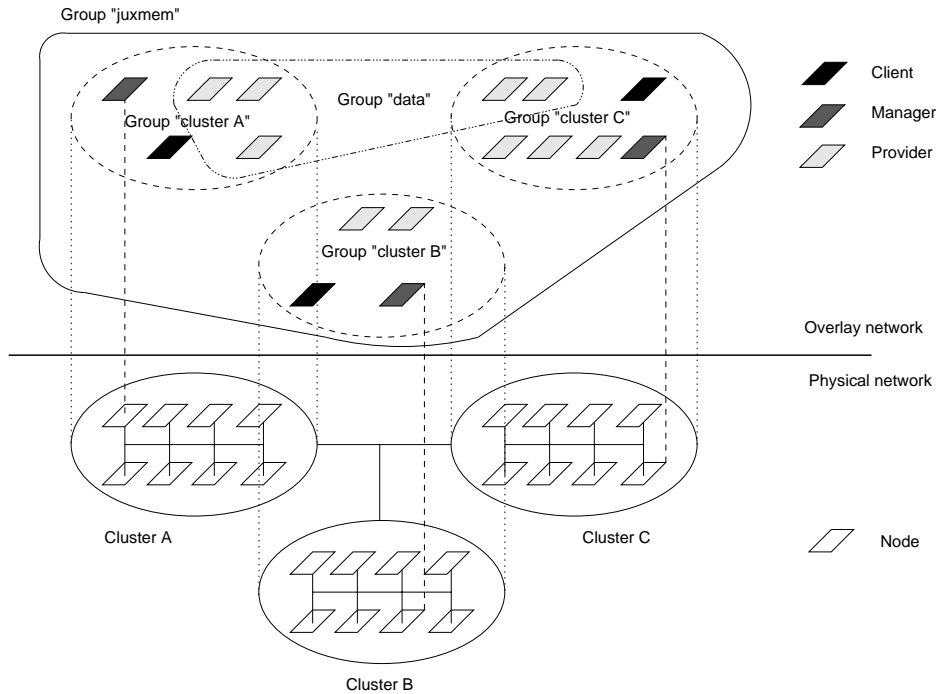 Group "juxmem"
Client
Group "data"
Manager
Group "cluster A"
Group "cluster C"
Provider
Group "cluster B"
Overlay network
Physical network
Cluster A
Cluster C
Node
Cluster B